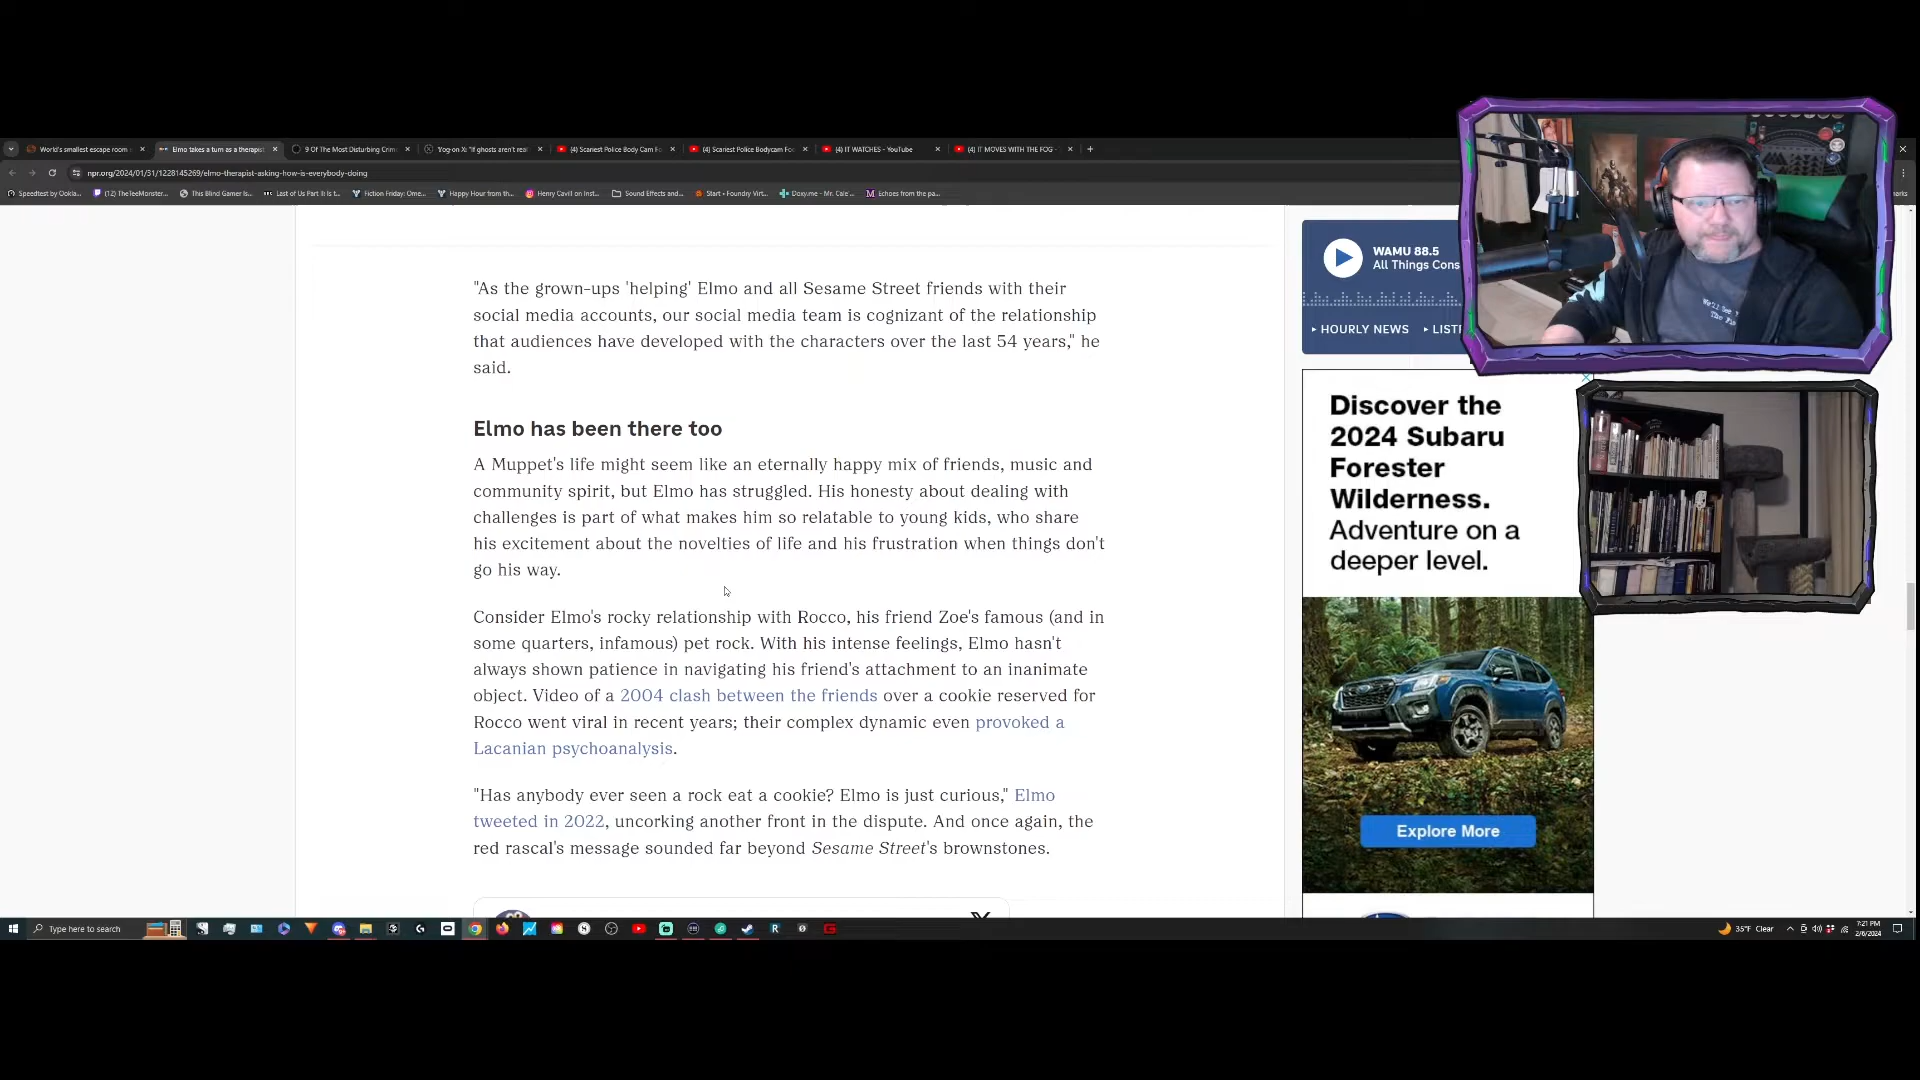 World's smallest escape room
Elmo takes a turn as a therapist
9 Of The Most Disturbing Crim
Yog on X: "If ghosts aren't real
(4) Scariest Police Body Cam F
(4) Scariest Police Bodycam Fo
(4) IT WATCHES - YouTube
(4) IT MOVES WITH THE FOG -
npr.org/2024/01/31/1228145269/elmo-therapist-asking-how-is-everybody-doing
Speedtest by Ookla...
(12) TheTeeMonster...
This Blind Gamer Is...
Last of Us Part II: Is t...
Fiction Friday: Ome...
Happy Hour from th...
Henry Cavill on Inst...
Sound Effects and...
Start • Foundry Virt...
Doxy.me - Mr. Cale'...
Echoes from the pa...
"As the grown-ups 'helping' Elmo and all Sesame Street friends with their
social media accounts, our social media team is cognizant of the relationship
that audiences have developed with the characters over the last 54 years," he
said.
Elmo has been there too
A Muppet's life might seem like an eternally happy mix of friends, music and
community spirit, but Elmo has struggled. His honesty about dealing with
challenges is part of what makes him so relatable to young kids, who share
his excitement about the novelties of life and his frustration when things don't
go his way.
Consider Elmo's rocky relationship with Rocco, his friend Zoe's famous (and in
some quarters, infamous) pet rock. With his intense feelings, Elmo hasn't
always shown patience in navigating his friend's attachment to an inanimate
object. Video of a 2004 clash between the friends over a cookie reserved for
Rocco went viral in recent years; their complex dynamic even provoked a
Lacanian psychoanalysis.
"Has anybody ever seen a rock eat a cookie? Elmo is just curious," Elmo
tweeted in 2022, uncorking another front in the dispute. And once again, the
red rascal's message sounded far beyond Sesame Street's brownstones.
WAMU 88.5
All Things Cons
HOURLY NEWS
LISTE
Discover the
2024 Subaru
Forester
Wilderness.
Adventure on a
deeper level.
Explore More
Type here to search
35°F Clear
7:21 PM
2/6/2024